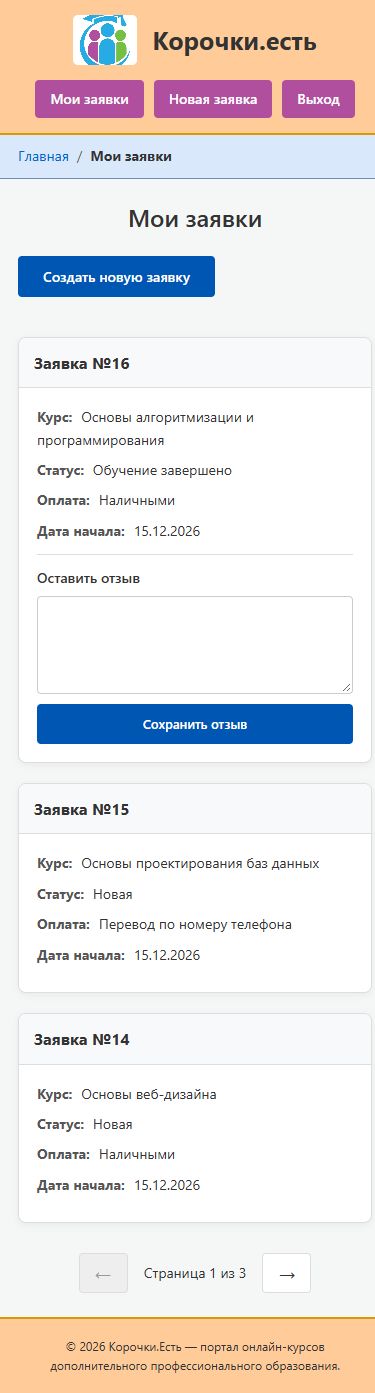 Корочки.есть
Мои заявки
Новая заявка
Выход
Главная / Мои заявки
Мои заявки
Создать новую заявку
Заявка №16
Курс: Основы алгоритмизации и
программирования
Статус: Обучение завершено
Оплата: Наличными
Дата начала: 15.12.2026
Оставить отзыв
Сохранить отзыв
Заявка №15
Курс: Основы проектирования баз данных
Статус: Новая
Оплата: Перевод по номеру телефона
Дата начала: 15.12.2026
Заявка №14
Курс: Основы веб-дизайна
Статус: Новая
Оплата: Наличными
Дата начала: 15.12.2026
← Страница 1 из 3 →
© 2026 Корочки.Есть — портал онлайн-курсов
дополнительного профессионального образования.